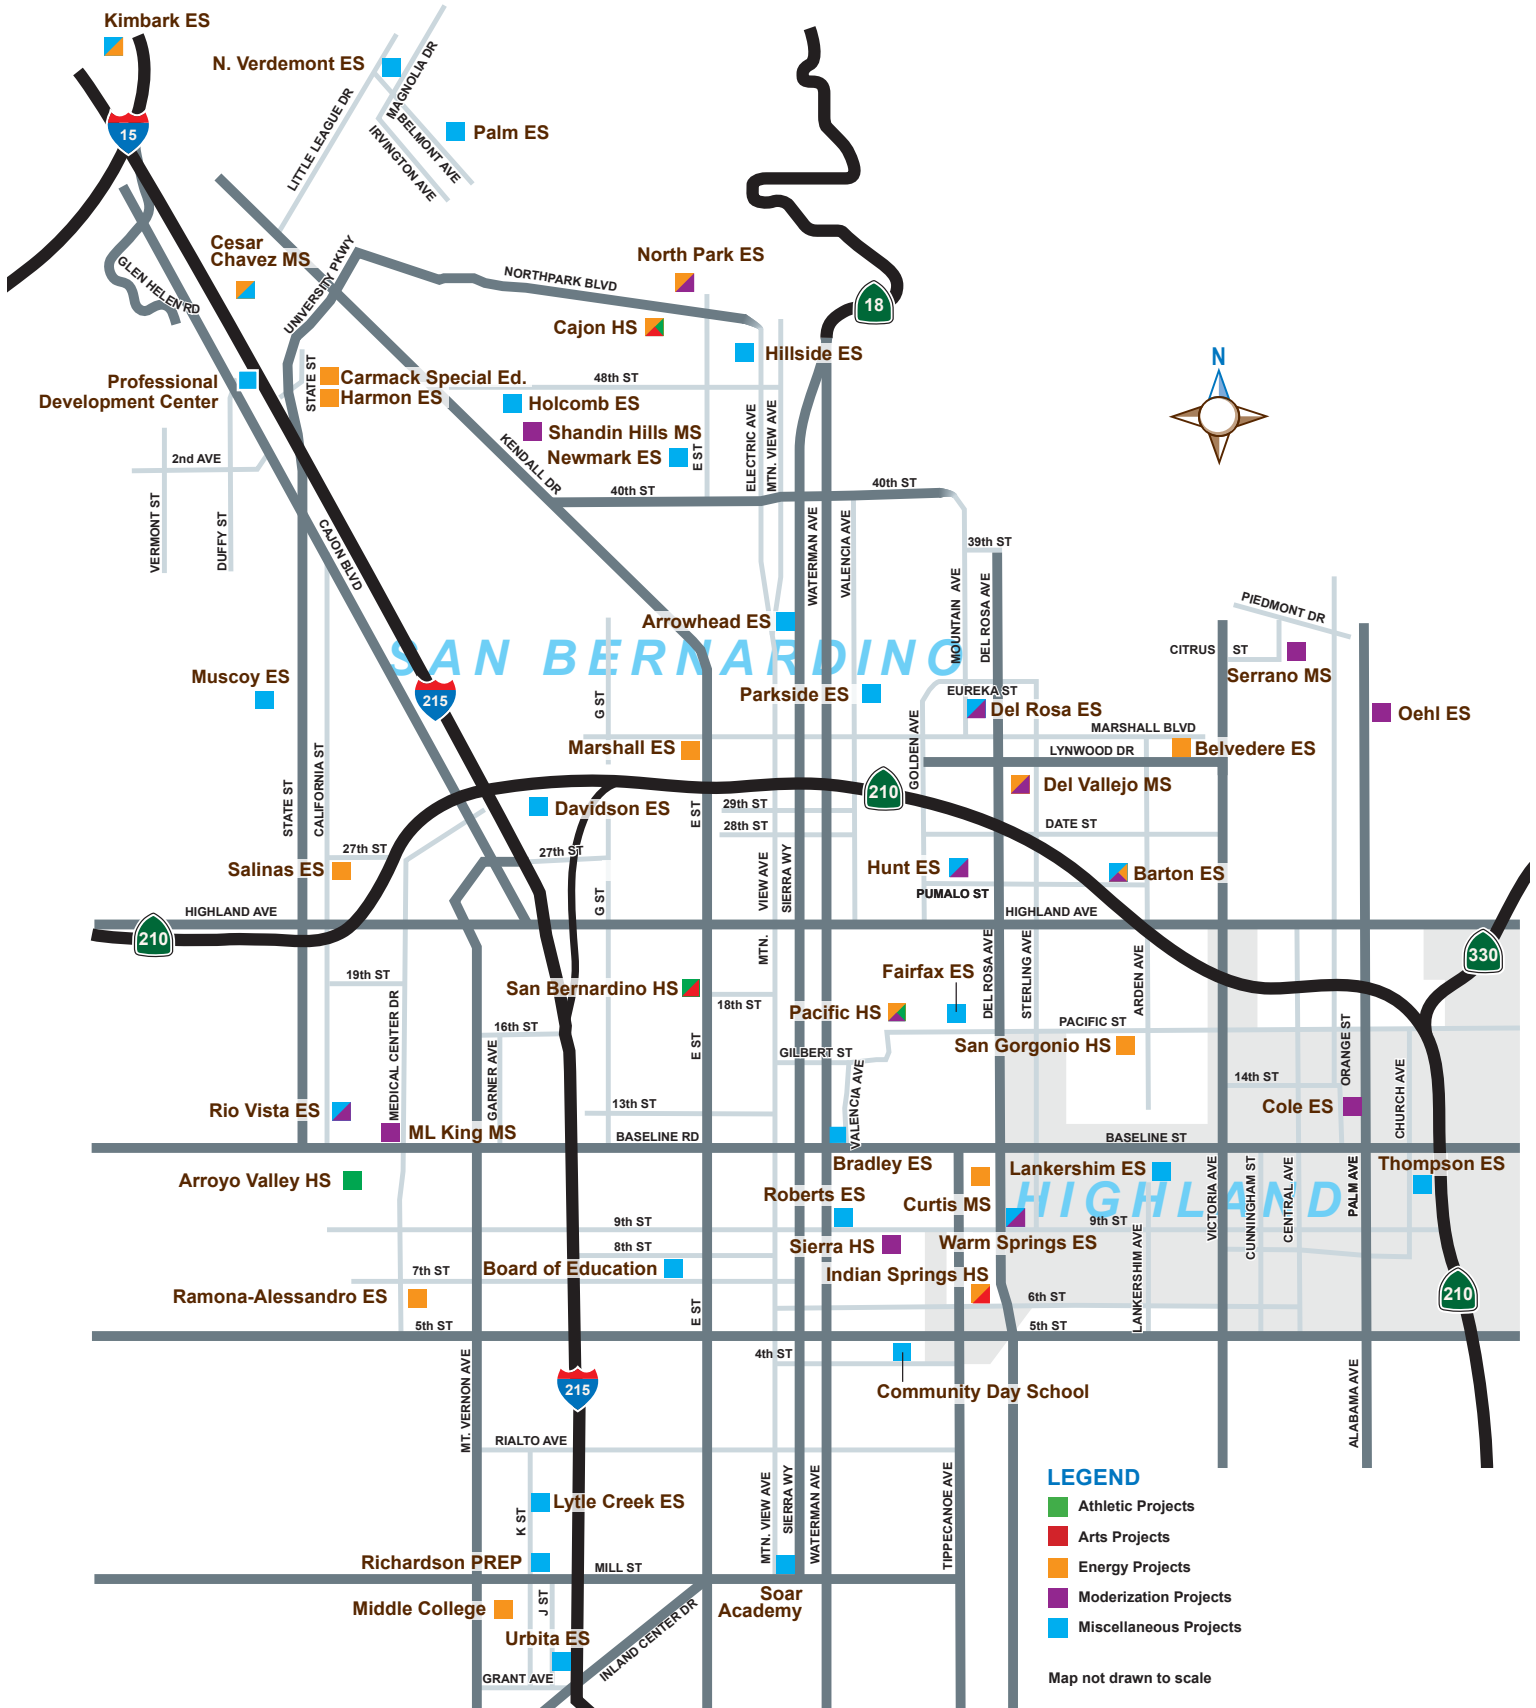 Kimbark ES
N. Verdemont ES
MAGNOLIA DR
LITTLE LEAGUE DR
BELMONT AVE
IRVINGTON AVE
Palm ES
15
Cesar
Chavez MS
GLEN HELEN RD
UNIVERSITY PKWY
North Park ES
NORTHPARK BLVD
18
Cajon HS
Hillside ES
N
Professional
Development Center
STATE ST
Carmack Special Ed.
Harmon ES
48th ST
Holcomb ES
Shandin Hills MS
Newmark ES
E ST
ELECTRIC AVE
MTN. VIEW AVE
KENDALL DR
2nd AVE
40th ST
40th ST
VERMONT ST
DUFFY ST
CAJON BLVD
WATERMAN AVE
VALENCIA AVE
39th ST
MOUNTAIN AVE
DEL ROSA AVE
PIEDMONT DR
Arrowhead ES
SAN BERNARDINO
CITRUS ST
Serrano MS
Muscoy ES
215
G ST
Parkside ES
EUREKA ST
Del Rosa ES
Oehl ES
MARSHALL BLVD
Marshall ES
GOLDEN AVE
LYNWOOD DR
Belvedere ES
STATE ST
CALIFORNIA ST
210
Del Vallejo MS
Davidson ES
E ST
29th ST
28th ST
DATE ST
27th ST
27th ST
Salinas ES
VIEW AVE
SIERRA WY
Hunt ES
Barton ES
PUMALO ST
G ST
HIGHLAND AVE
HIGHLAND AVE
210
MTN.
DEL ROSA AVE
STERLING AVE
ARDEN AVE
330
19th ST
Fairfax ES
San Bernardino HS
MEDICAL CENTER DR
18th ST
Pacific HS
16th ST
PACIFIC ST
GARNER AVE
E ST
GILBERT ST
San Gorgonio HS
ORANGE ST
CHURCH AVE
VALENCIA AVE
14th ST
Rio Vista ES
13th ST
Cole ES
ML King MS
BASELINE RD
BASELINE ST
Bradley ES
Arroyo Valley HS
Lankershim ES
Thompson ES
Roberts ES
Curtis MS
HIGHLAND
VICTORIA AVE
CUNNINGHAM ST
CENTRAL AVE
PALM AVE
9th ST
9th ST
Sierra HS
Warm Springs ES
8th ST
Board of Education
7th ST
Indian Springs HS
LANKERSHIM AVE
Ramona-Alessandro ES
E ST
6th ST
210
5th ST
5th ST
4th ST
MT. VERNON AVE
215
Community Day School
ALABAMA AVE
RIALTO AVE
LEGEND
Athletic Projects
Arts Projects
Energy Projects
Moderization Projects
Miscellaneous Projects
Map not drawn to scale
Lytle Creek ES
K ST
MTN. VIEW AVE
SIERRA WY
WATERMAN AVE
TIPPECANOE AVE
Richardson PREP
MILL ST
Soar
Academy
Middle College
J ST
INLAND CENTER DR
Urbita ES
GRANT AVE